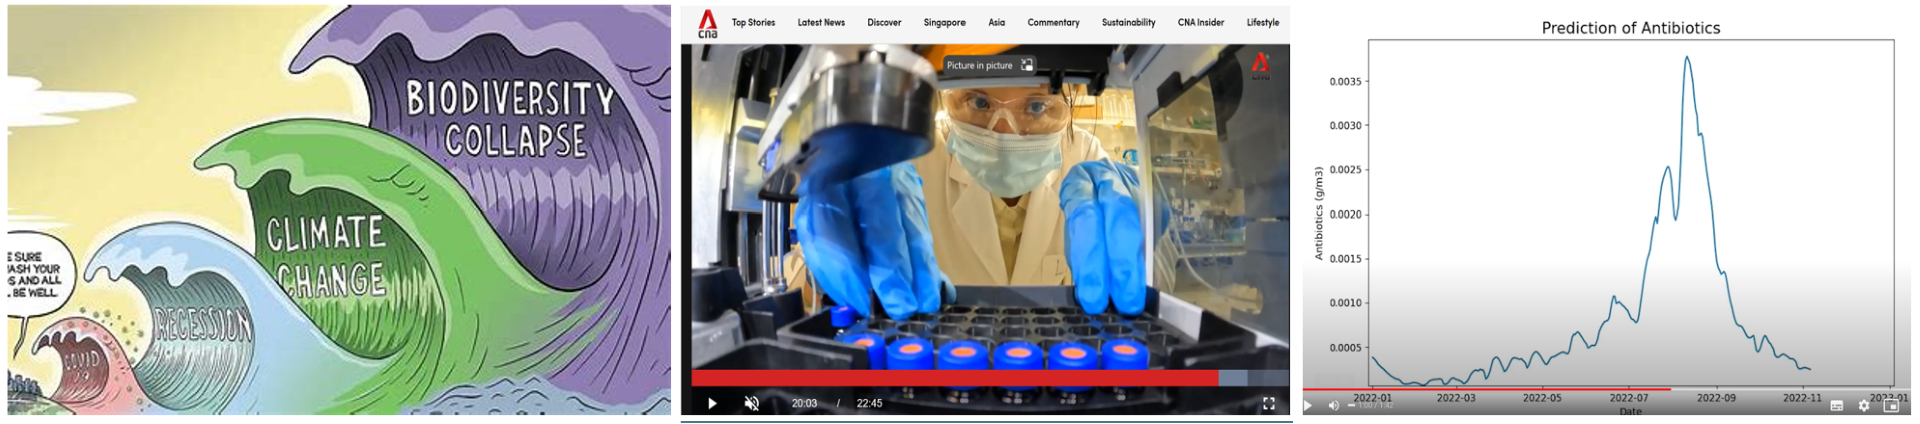 BIODIVERSITY
COLLAPSE
CLIMATE
CHANGE
RECESSION
COVID
E SURE
ASH YOUR
S AND ALL
BE WELL.
cna
Top Stories Latest News Discover Singapore Asia Commentary Sustainability CNA Insider Lifestyle
Picture in picture
20:03 / 22:45
Prediction of Antibiotics
Antibiotics (g/m3)
0.0035
0.0030
0.0025
0.0020
0.0015
0.0010
0.0005
2022-01 2022-03 2022-05 2022-07 2022-09 2022-11 2023-01
Date